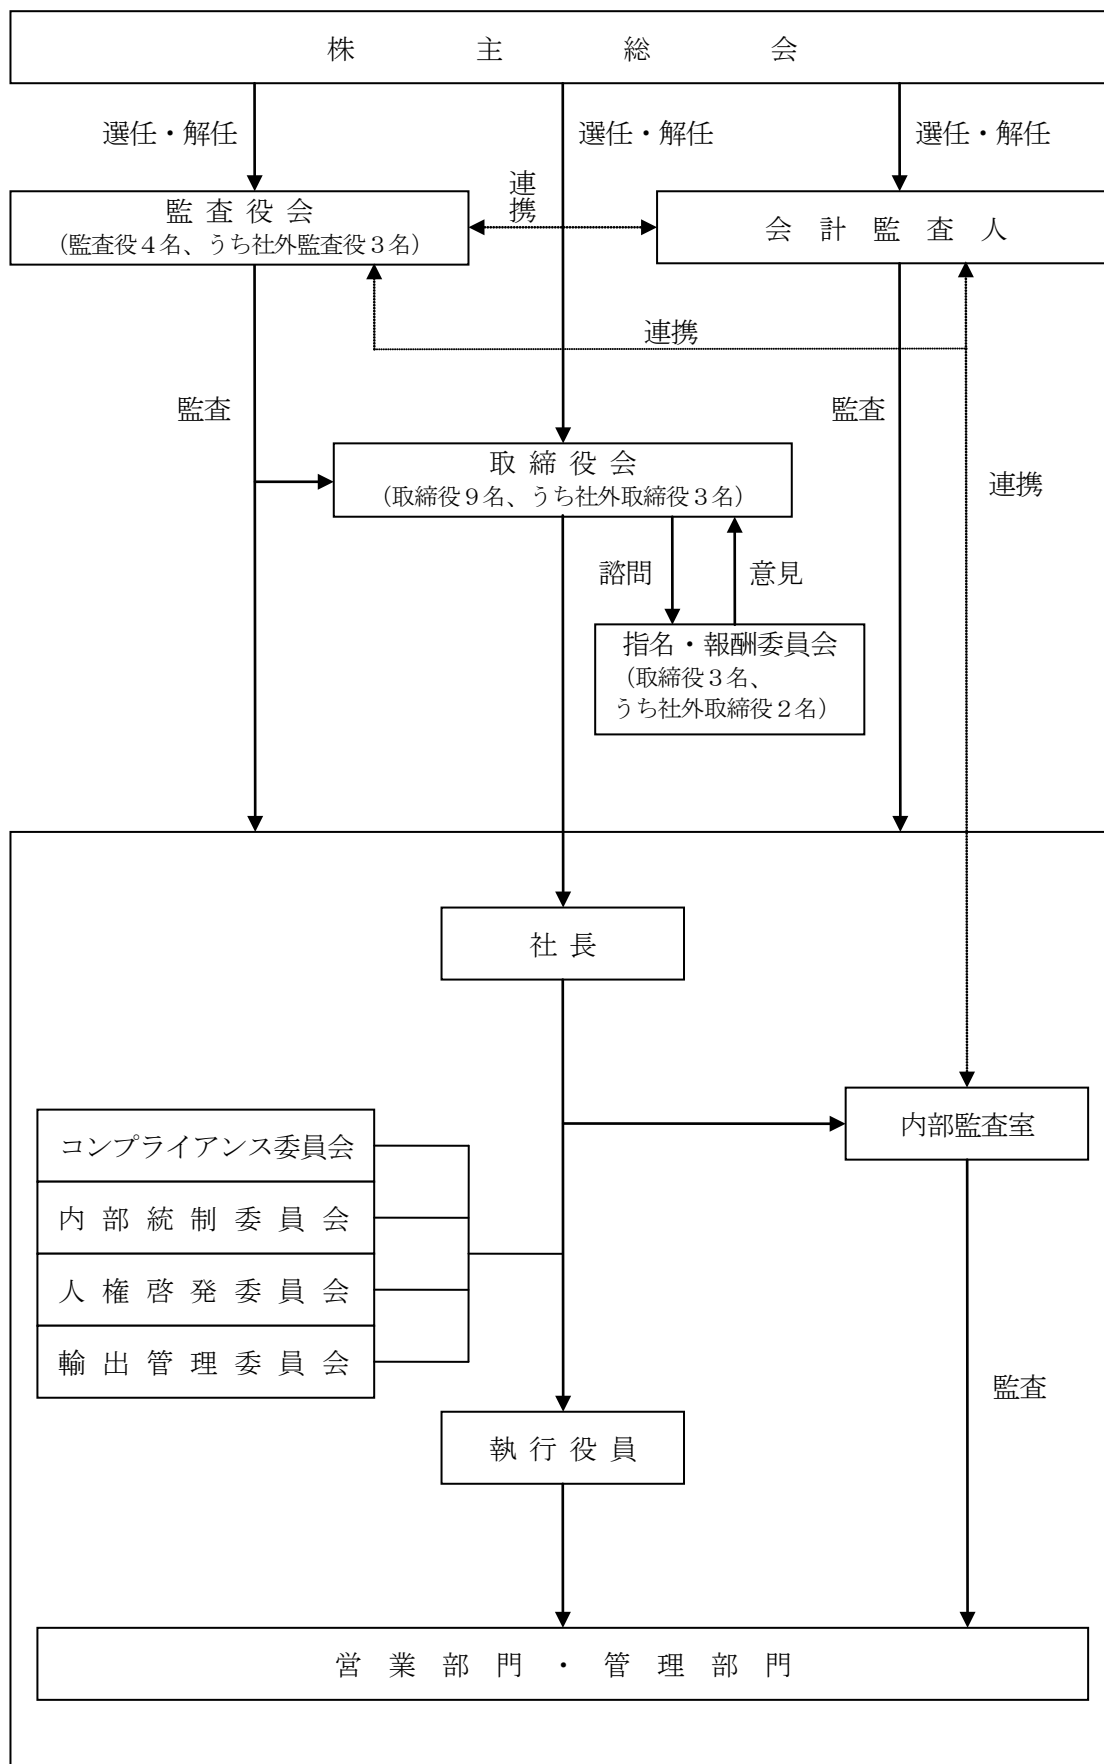 株主総会
選任・解任
選任・解任
選任・解任
監査役会
（監査役４名、うち社外監査役３名）
連携
会計監査人
連携
監査
監査
取締役会
（取締役９名、うち社外取締役３名）
連携
諮問
意見
指名・報酬委員会
（取締役３名、
うち社外取締役２名）
社長
内部監査室
コンプライアンス委員会
内部統制委員会
人権啓発委員会
輸出管理委員会
監査
執行役員
営業部門・管理部門